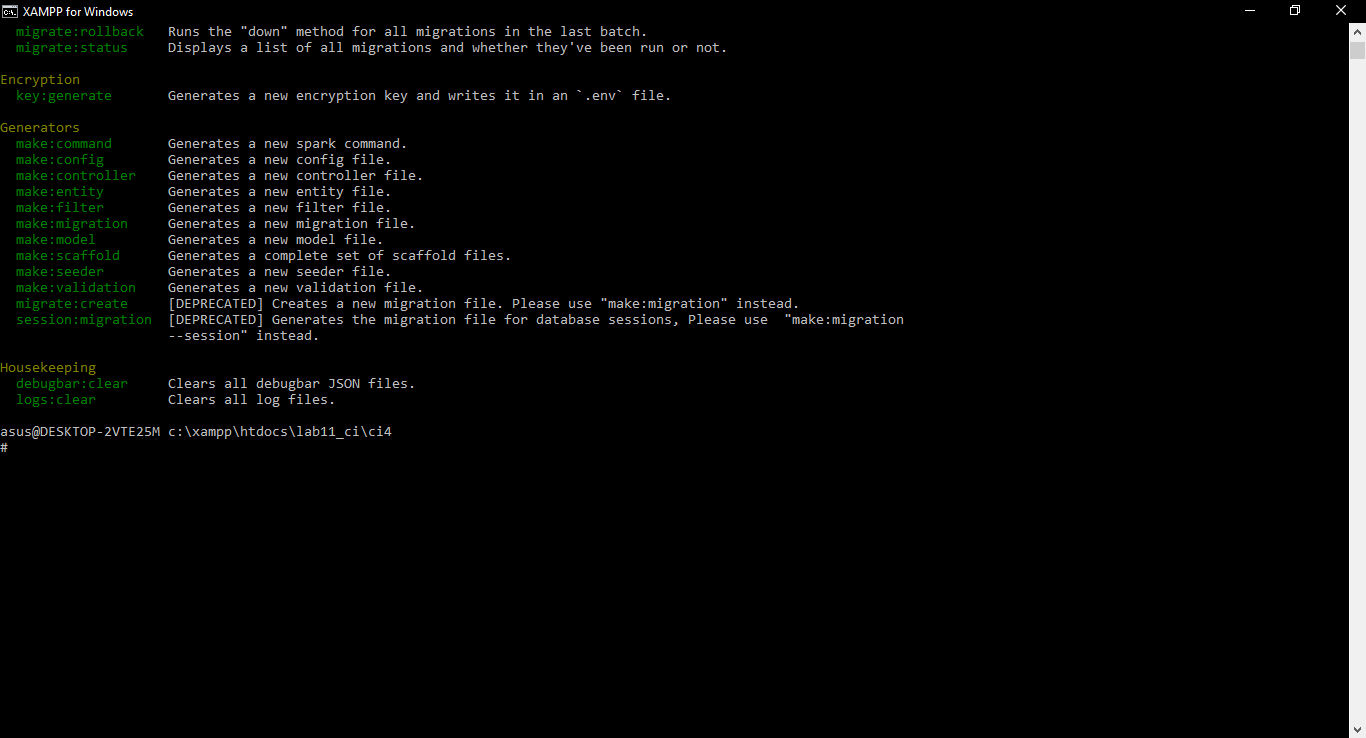 XAMPP for Windows
migrate:rollback Runs the "down" method for all migrations in the last batch.
migrate:status Displays a list of all migrations and whether they've been run or not.
Encryption
key:generate Generates a new encryption key and writes it in an `.env` file.
Generators
make:command Generates a new spark command.
make:config Generates a new config file.
make:controller Generates a new controller file.
make:entity Generates a new entity file.
make:filter Generates a new filter file.
make:migration Generates a new migration file.
make:model Generates a new model file.
make:scaffold Generates a complete set of scaffold files.
make:seeder Generates a new seeder file.
make:validation Generates a new validation file.
migrate:create [DEPRECATED] Creates a new migration file. Please use "make:migration" instead.
session:migration [DEPRECATED] Generates the migration file for database sessions, Please use "make:migration
--session" instead.
Housekeeping
debugbar:clear Clears all debugbar JSON files.
logs:clear Clears all log files.
asus@DESKTOP-2VTE25M c:\xampp\htdocs\lab11_ci\ci4
#